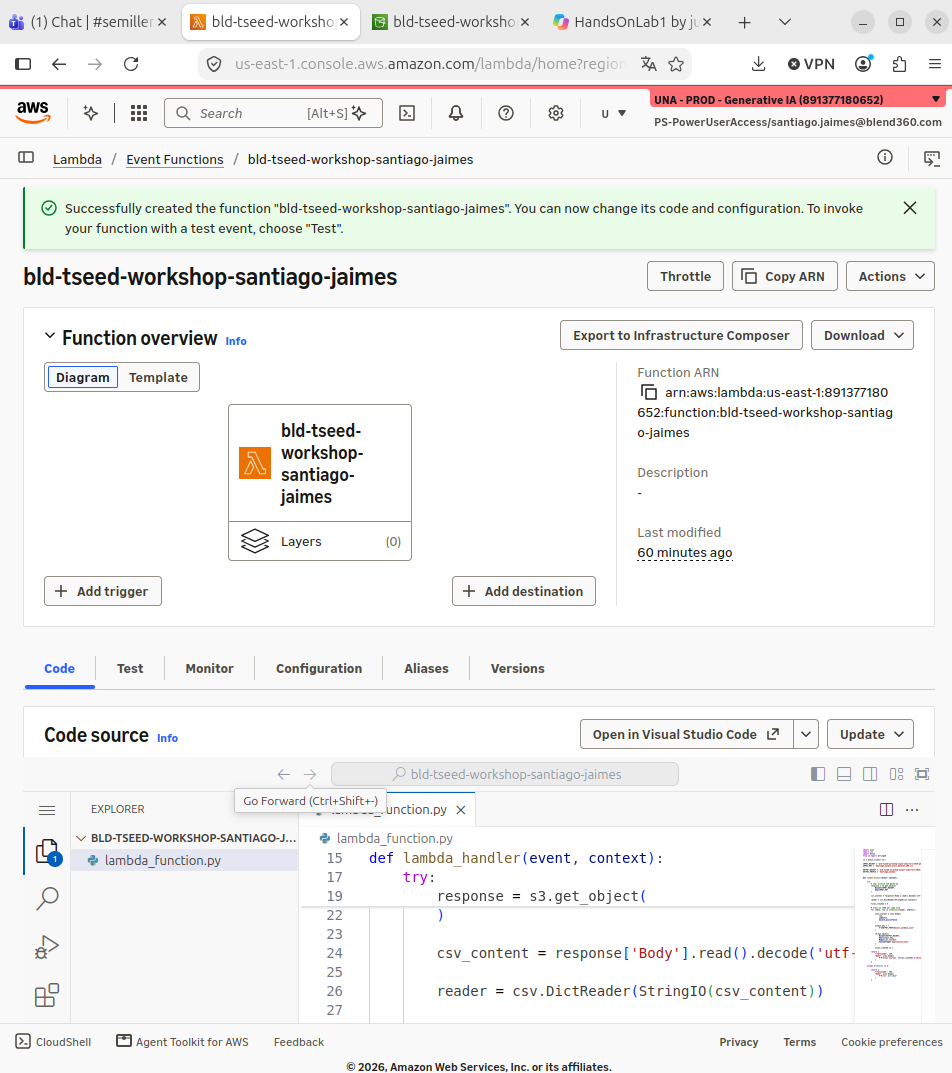 (1) Chat | #semiller
bld-tseed-worksho
bld-tseed-worksho
HandsOnLab1 by ju
us-east-1.console.aws.amazon.com/lambda/home?region
VPN
aws
Search [Alt+S]
U
UNA - PROD - Generative IA (891377180652)
PS-PowerUserAccess/santiago.jaimes@blend360.com
Lambda / Event Functions / bld-tseed-workshop-santiago-jaimes
Successfully created the function "bld-tseed-workshop-santiago-jaimes". You can now change its code and configuration. To invoke
your function with a test event, choose "Test".
bld-tseed-workshop-santiago-jaimes
Throttle
Copy ARN
Actions
Function overview Info
Export to Infrastructure Composer
Download
Diagram
Template
bld-tseed-
workshop-
santiago-
jaimes
Layers (0)
Add trigger
Add destination
Function ARN
arn:aws:lambda:us-east-1:891377180
652:function:bld-tseed-workshop-santiag
o-jaimes
Description
-
Last modified
60 minutes ago
Code
Test
Monitor
Configuration
Aliases
Versions
Code source Info
Open in Visual Studio Code
Update
bld-tseed-workshop-santiago-jaimes
Go Forward (Ctrl+Shift+-)
EXPLORER
BLD-TSEED-WORKSHOP-SANTIAGO-J...
lambda_function.py
1
lambda_function.py
15 def lambda_handler(event, context):
17 try:
19 response = s3.get_object(
22 )
23
24 csv_content = response['Body'].read().decode('utf-
25
26 reader = csv.DictReader(StringIO(csv_content))
27
CloudShell
Agent Toolkit for AWS
Feedback
Privacy
Terms
Cookie preferences
© 2026, Amazon Web Services, Inc. or its affiliates.